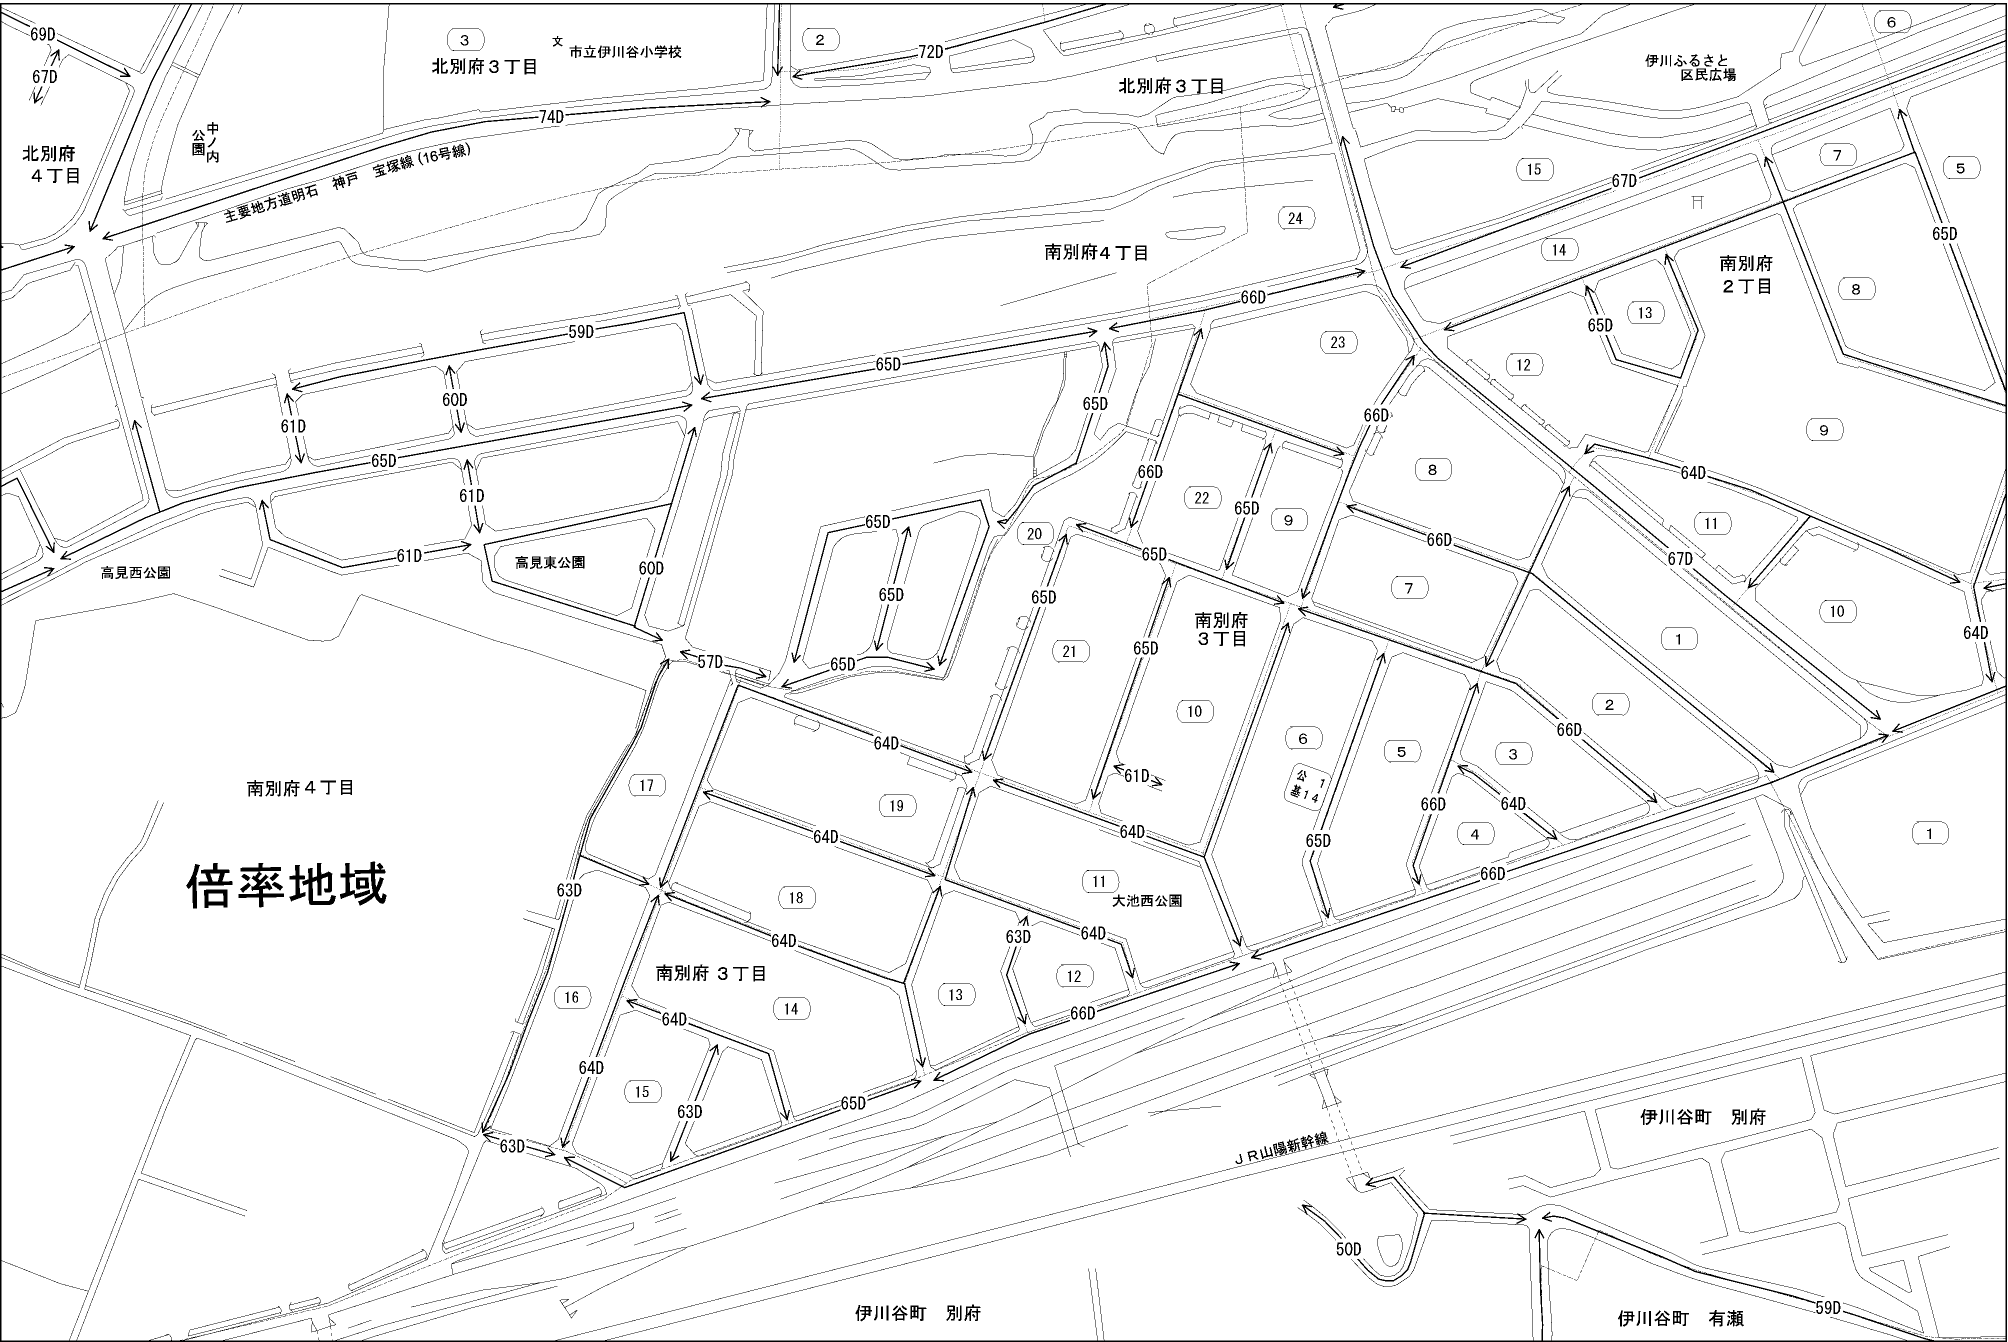 69D
67D
3
文
市立伊川谷小学校
北別府３丁目
2
72D
6
伊川ふるさと
区民広場
北別府３丁目
74D
中ノ内
公園
北別府
４丁目
主要地方道明石　神戸　宝塚線（16号線）
15
7
5
67D
24
14
65D
南別府４丁目
南別府
２丁目
8
66D
13
65D
59D
23
12
65D
60D
61D
65D
66D
9
65D
66D
8
64D
61D
22
65D
9
11
65D
20
66D
67D
61D
高見西公園
高見東公園
60D
65D
65D
65D
7
10
南別府
３丁目
64D
1
57D
65D
21
65D
10
2
6
5
3
66D
64D
61D
公　1
基14
南別府４丁目
17
19
64D
64D
66D
64D
4
65D
1
倍率地域
63D
18
11
大池西公園
66D
64D
63D
64D
南別府 ３丁目
16
14
13
12
64D
66D
64D
15
63D
65D
63D
伊川谷町　別府
ＪＲ山陽新幹線
50D
伊川谷町　別府
59D
伊川谷町　有瀬